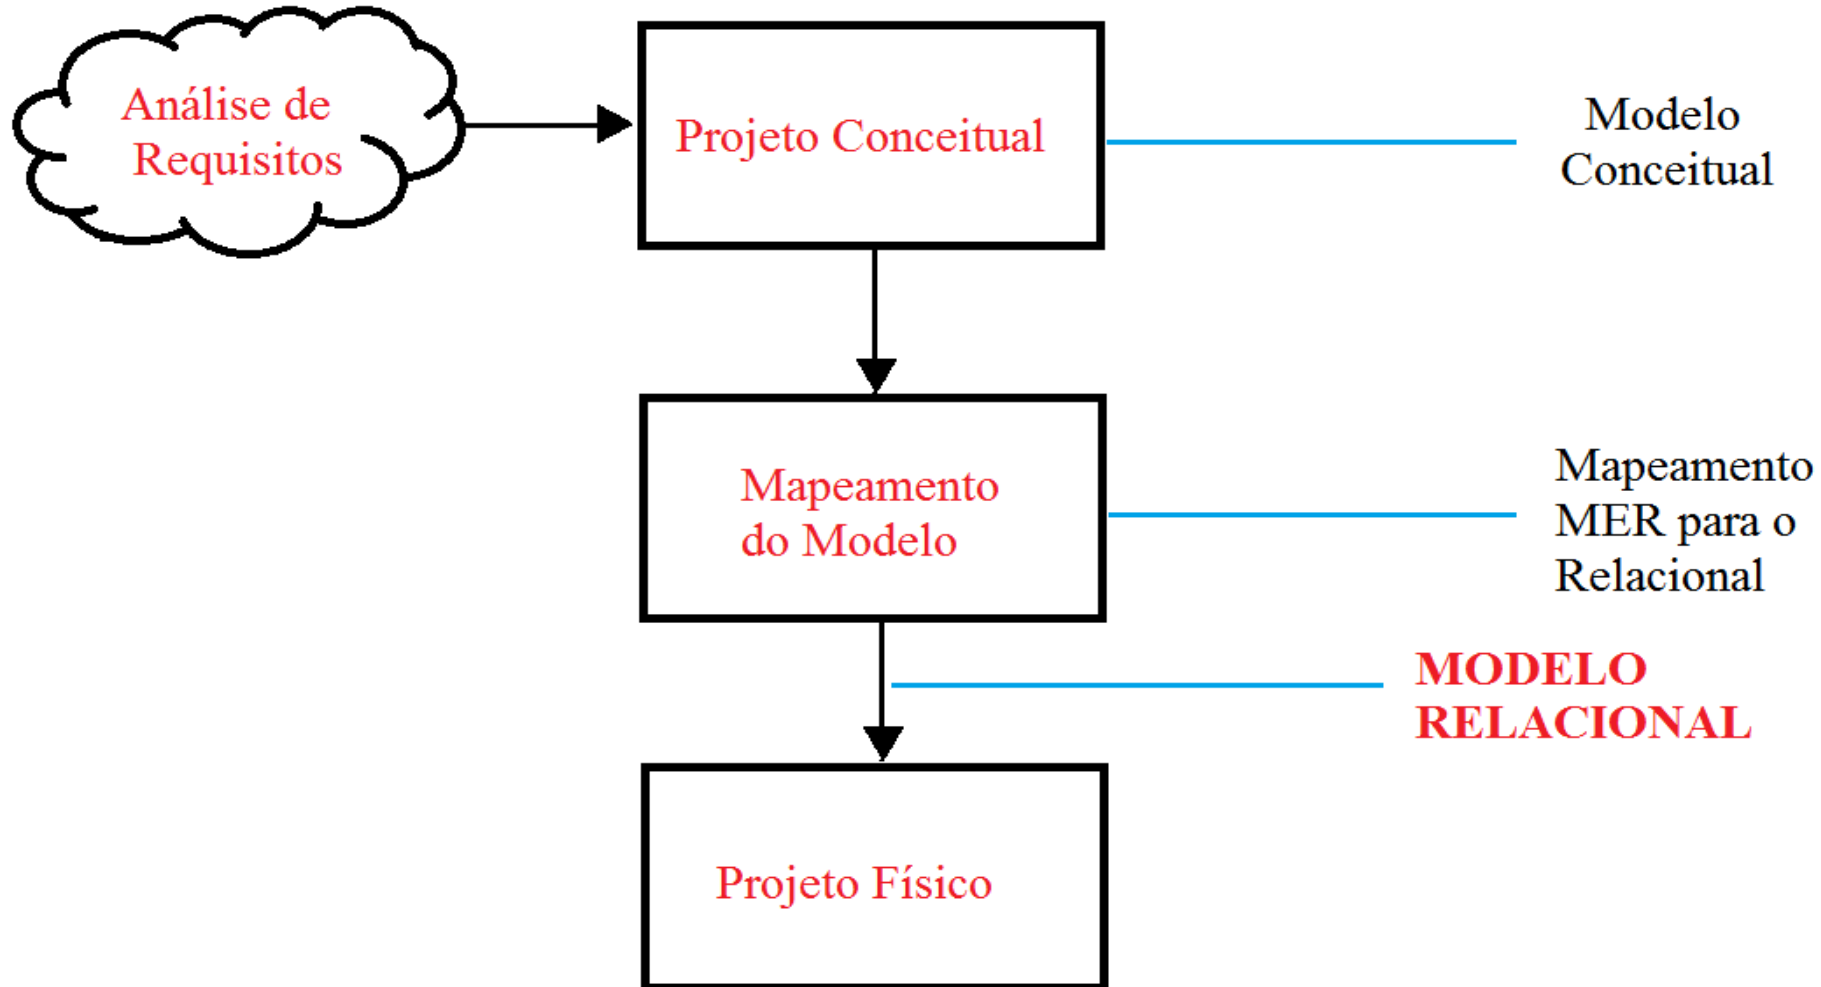 Análise de
Requisitos
Projeto Conceitual
Modelo
Conceitual
Mapeamento
do Modelo
Mapeamento
MER para o
Relacional
MODELO
RELACIONAL
Projeto Físico